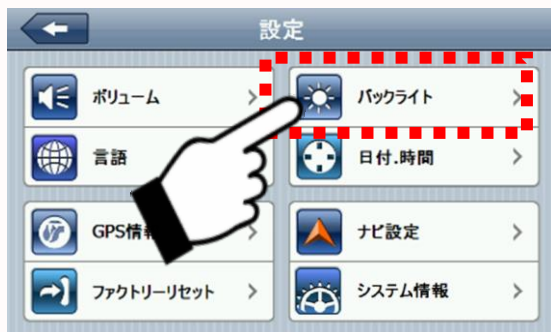 設定
ボリューム
バックライト
言語
日付.時間
GPS情
ナビ設定
ファクトリーリセット
システム情報